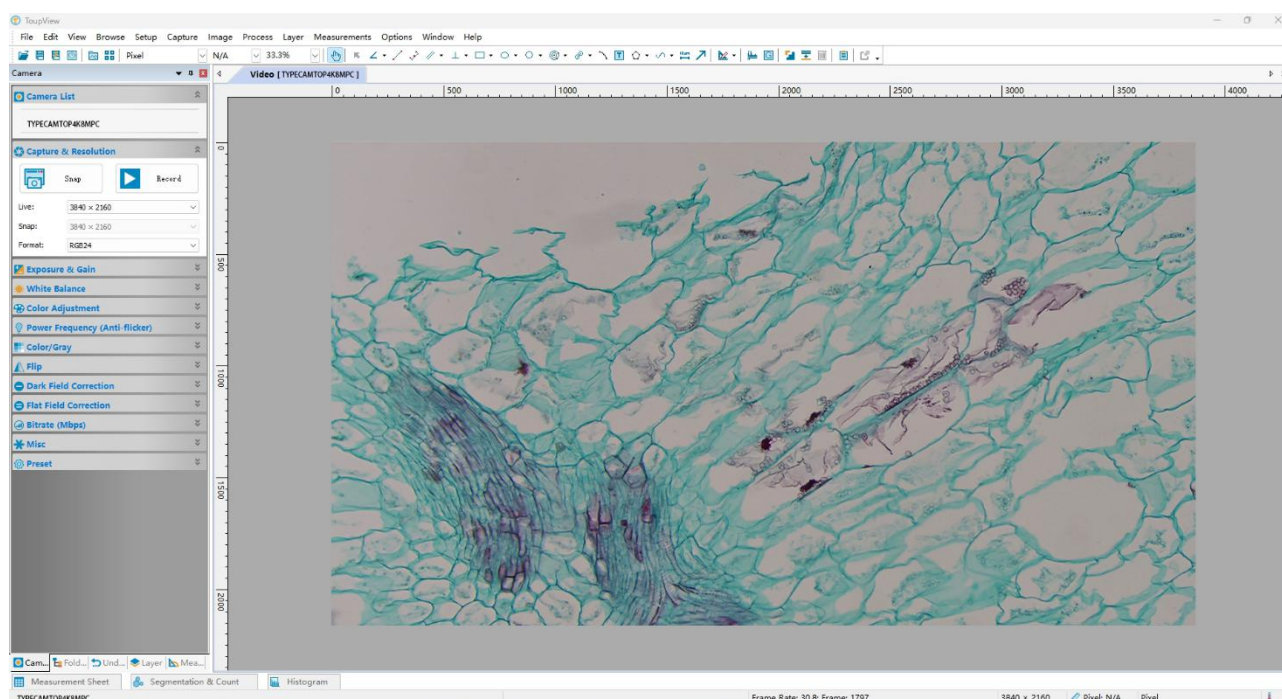 ToupView
File Edit View Browse Setup Capture Image Process Layer Measurements Options Window Help
Pixel N/A 33.3%
Camera
Video [TYPECAMTOP4K8MPC]
0 500 1000 1500 2000 2500 3000 3500 4000
0
500
1000
1500
2000
Camera List
TYPECAMTOP4K8MPC
Capture & Resolution
Snap Record
Live: 3840 × 2160
Snap: 3840 × 2160
Format: RGB24
Exposure & Gain
White Balance
Color Adjustment
Power Frequency (Anti-flicker)
Color/Gray
Flip
Dark Field Correction
Flat Field Correction
Bitrate (Mbps)
Misc
Preset
Cam... Fold... Und... Layer Mea...
Measurement Sheet Segmentation & Count Histogram
TYPECAMTOP4K8MPC Frame Rate: 30.8; Frame: 1797 3840 × 2160 Pixel: N/A Pixel